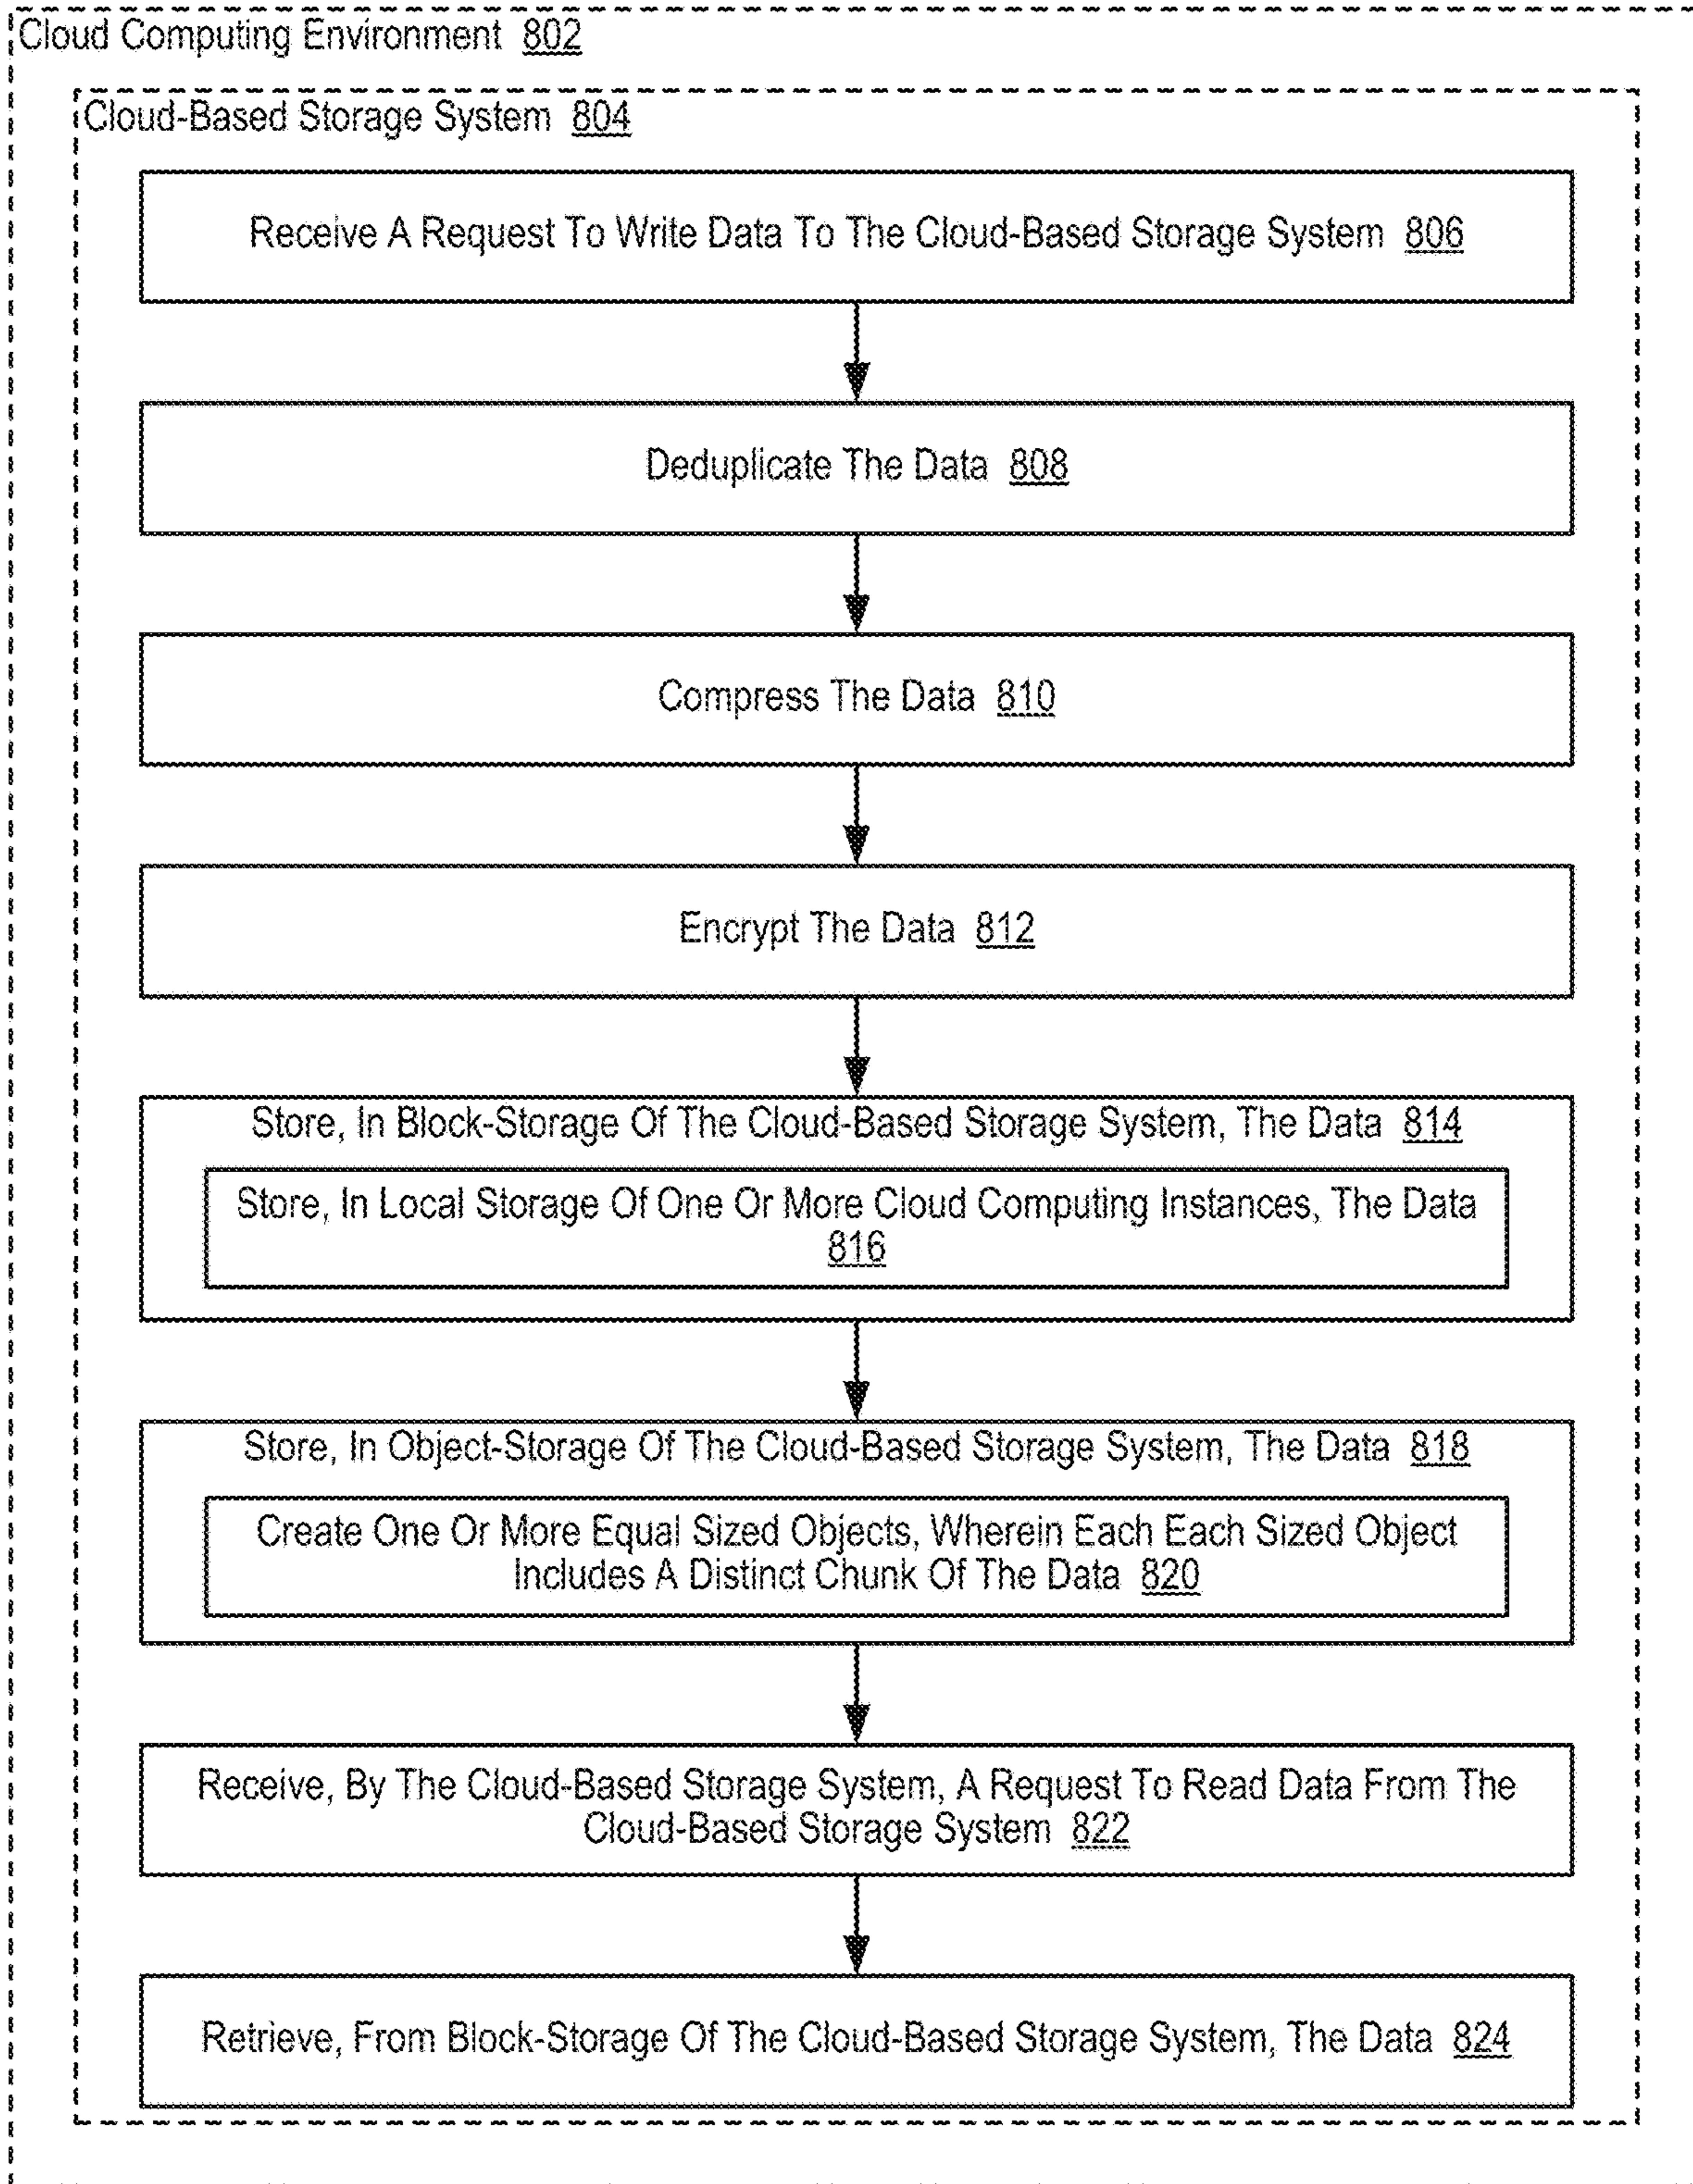 Cloud Computing Environment 802
Cloud-Based Storage System 804
Receive A Request To Write Data To The Cloud-Based Storage System 806
Deduplicate The Data 808
Compress The Data 810
Encrypt The Data 812
Store, In Block-Storage Of The Cloud-Based Storage System, The Data 814
Store, In Local Storage Of One Or More Cloud Computing Instances, The Data
816
Store, In Object-Storage Of The Cloud-Based Storage System, The Data 818
Create One Or More Equal Sized Objects, Wherein Each Each Sized Object
Includes A Distinct Chunk Of The Data 820
Receive, By The Cloud-Based Storage System, A Request To Read Data From The
Cloud-Based Storage System 822
Retrieve, From Block-Storage Of The Cloud-Based Storage System, The Data 824